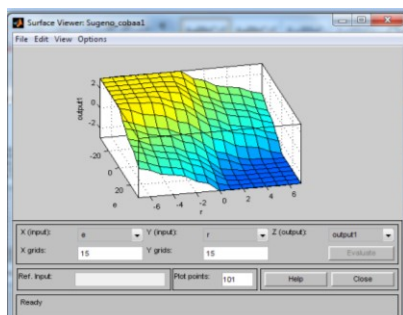 Surface Viewer: Sugeno_cobaa1
File Edit View Options
output1
2
0
-2
-20
0
20
e
-6 -4 -2 0 2 4 6
r
X (input): e Y (input): r Z (output): output1
X grids: 15 Y grids: 15 Evaluate
Ref. Input: Plot points: 101 Help Close
Ready